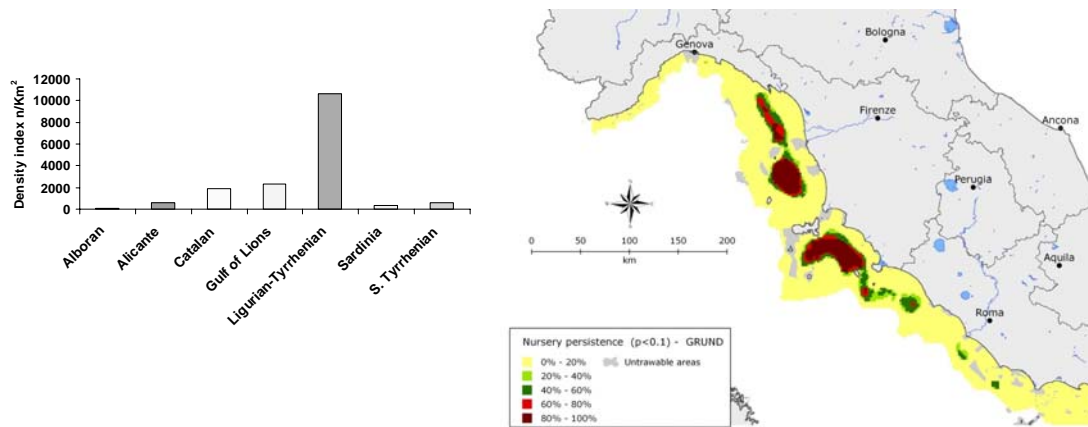 Density index n/Km²
12000
10000
8000
6000
4000
2000
0
Alboran
Alicante
Catalan
Gulf of Lions
Ligurian-Tyrrhenian
Sardinia
S. Tyrrhenian
Bologna
Genova
Firenze
Ancona
Perugia
Aquila
Roma
0 50 100 150 200
km
Nursery persistence (p<0.1) - GRUND
0% - 20% Untrawable areas
20% - 40%
40% - 60%
60% - 80%
80% - 100%